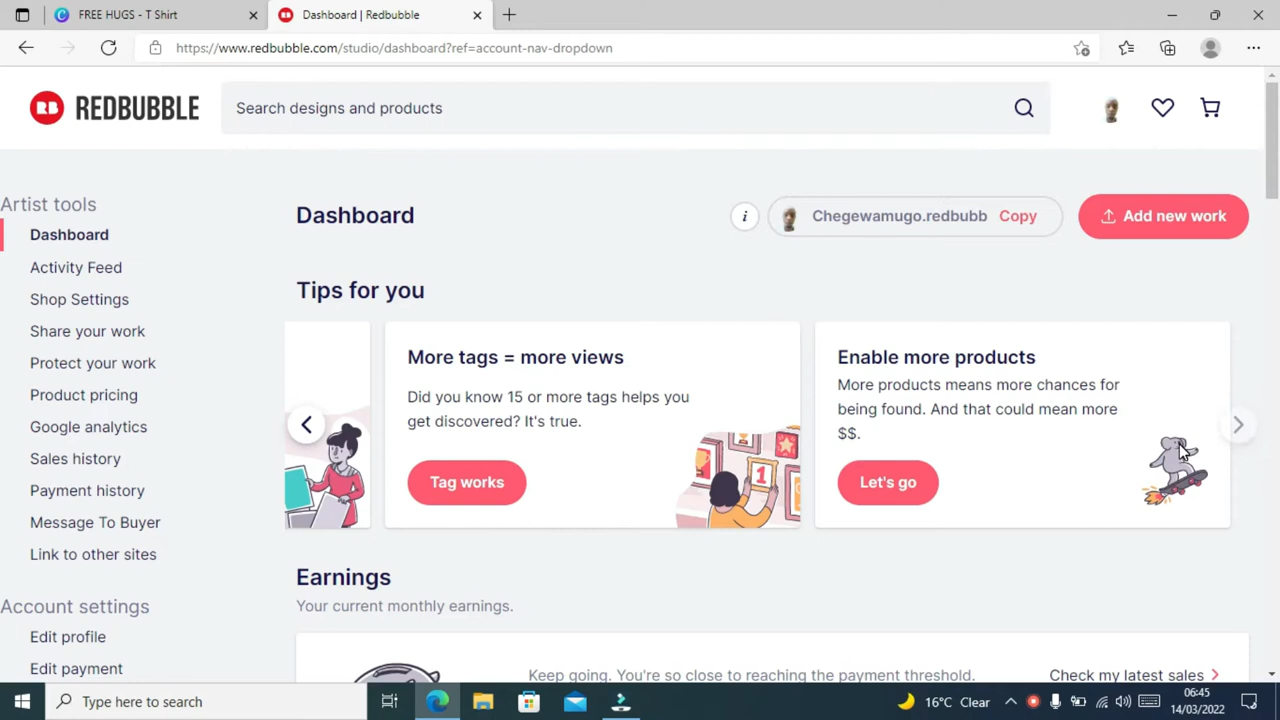 FREE HUGS - T Shirt
Dashboard | Redbubble
https://www.redbubble.com/studio/dashboard?ref=account-nav-dropdown
RB REDBUBBLE
Search designs and products
Artist tools
Dashboard
Activity Feed
Shop Settings
Share your work
Protect your work
Product pricing
Google analytics
Sales history
Payment history
Message To Buyer
Link to other sites
Account settings
Edit profile
Edit payment
Dashboard
i
Chegewamugo.redbubb Copy
Add new work
Tips for you
More tags = more views
Did you know 15 or more tags helps you
get discovered? It's true.
Tag works
1
Enable more products
More products means more chances for
being found. And that could mean more
$$.
Let's go
Earnings
Your current monthly earnings.
Keep going. You're so close to reaching the payment threshold.
Check my latest sales
Type here to search
16°C Clear
06:45
14/03/2022